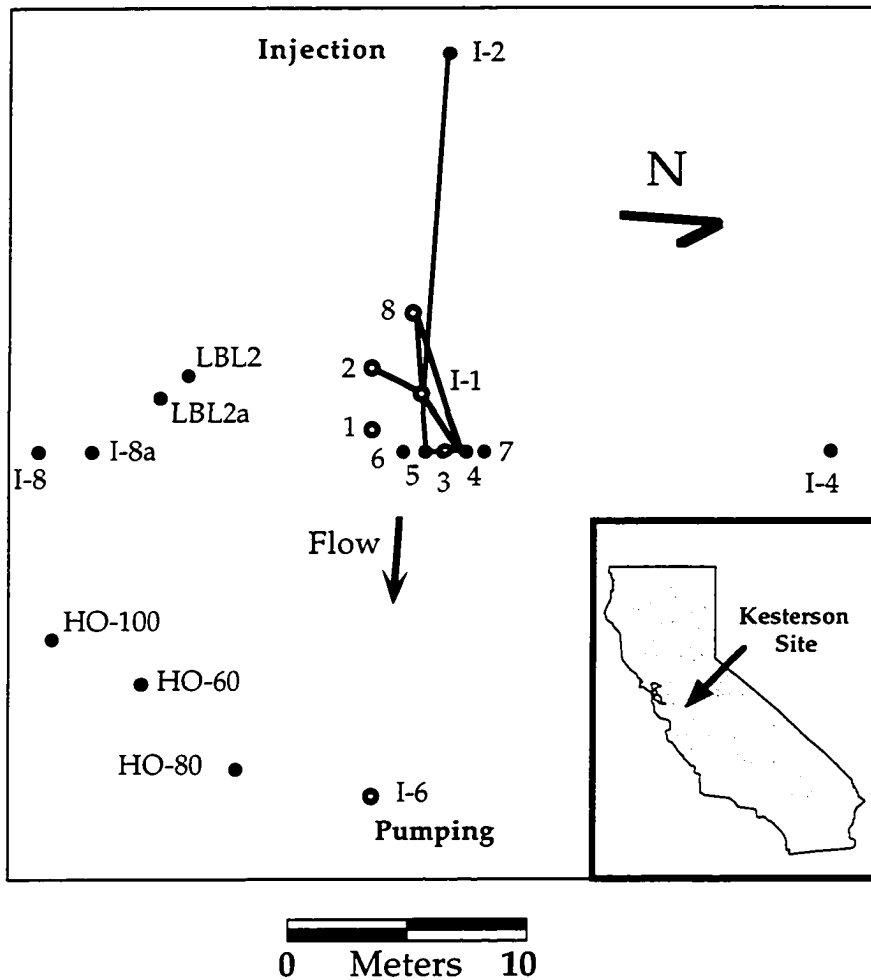 Injection
I-2
N
8
LBL2
2
I-1
LBL2a
1
6
5
3
4
7
I-8
I-8a
I-4
Flow
HO-100
Kesterson
Site
HO-60
HO-80
I-6
Pumping
0 Meters 10